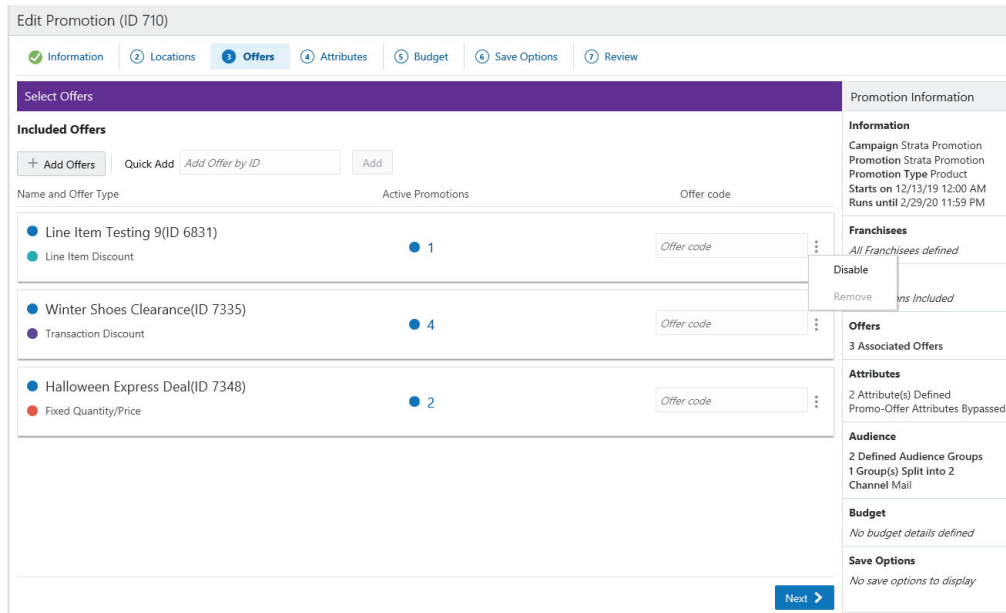 Edit Promotion (ID 710)
Information
2 Locations
3 Offers
4 Attributes
5 Budget
6 Save Options
7 Review
Select Offers
Included Offers
+ Add Offers Quick Add Add Offer by ID Add
Name and Offer Type Active Promotions Offer code
Line Item Testing 9(ID 6831)
Line Item Discount
1
Offer code
Disable
Remove
Winter Shoes Clearance(ID 7335)
Transaction Discount
4
Offer code
Halloween Express Deal(ID 7348)
Fixed Quantity/Price
2
Offer code
Next
Promotion Information
Information
Campaign Strata Promotion
Promotion Strata Promotion
Promotion Type Product
Starts on 12/13/19 12:00 AM
Runs until 2/29/20 11:59 PM
Franchisees
All Franchisees defined
Included
Offers
3 Associated Offers
Attributes
2 Attribute(s) Defined
Promo-Offer Attributes Bypassed
Audience
2 Defined Audience Groups
1 Group(s) Split into 2
Channel Mail
Budget
No budget details defined
Save Options
No save options to display